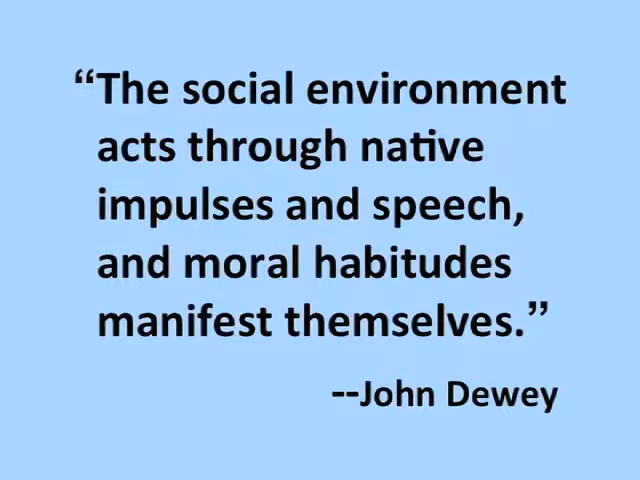 “The social environment
acts through native
impulses and speech,
and moral habitudes
manifest themselves.”
--John Dewey